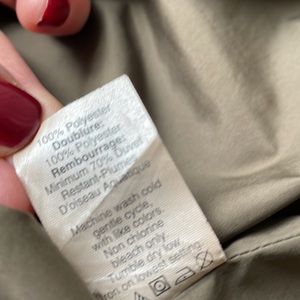 100% Polyester
Doublure:
100% Polyester
Rembourrage:
Minimum 70% Duvet
Restant-Plumes
D'oiseau Aquatique
Machine wash cold
gentle cycle,
with like colors.
Non chlorine
bleach only.
Tumble dry low
iron on lowest setting.